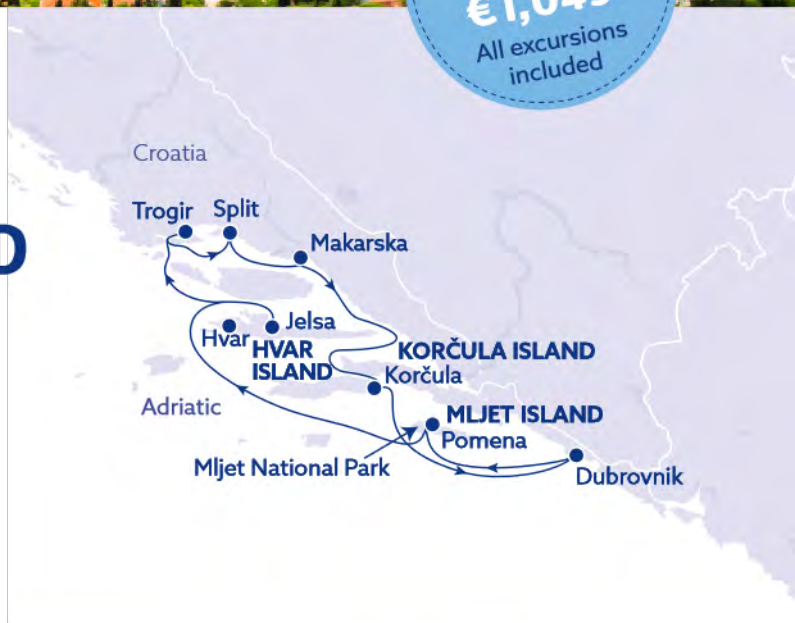 All excursions
included
Croatia
Trogir
Split
Makarska
Jelsa
Hvar
HVAR
ISLAND
KORČULA ISLAND
Korčula
Adriatic
MLJET ISLAND
Pomena
Mljet National Park
Dubrovnik